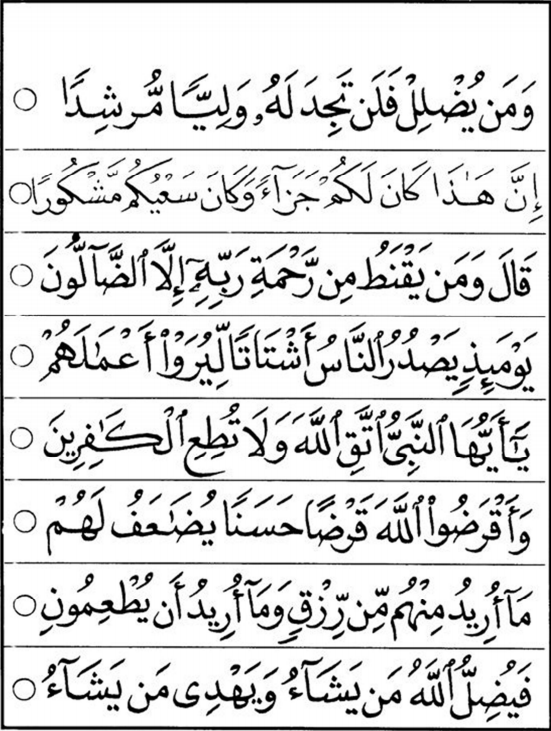 وَمَن يُضْلِلْ فَلَن تَجِدَ لَهُۥ وَلِيًّا مُّرْشِدًا ○
إِنَّ هَـٰذَا كَانَ لَكُمْ جَزَآءً وَكَانَ سَعْيُكُم مَّشْكُورًا ○
قَالَ وَمَن يَقْنَطُ مِن رَّحْمَةِ رَبِّهِۦٓ إِلَّا ٱلضَّآلُّونَ ○
يَوْمَئِذٍ يَصْدُرُ ٱلنَّاسُ أَشْتَاتًا لِّيُرَوْا۟ أَعْمَـٰلَهُمْ ○
يَـٰٓأَيُّهَا ٱلنَّبِىُّ ٱتَّقِ ٱللَّهَ وَلَا تُطِعِ ٱلْكَـٰفِرِينَ ○
وَأَقْرَضُوا۟ ٱللَّهَ قَرْضًا حَسَنًا يُضَـٰعَفُ لَهُمْ ○
مَآ أُرِيدُ مِنْهُم مِّن رِّزْقٍ وَمَآ أُرِيدُ أَن يُطْعِمُونِ ○
فَيُضِلُّ ٱللَّهُ مَن يَشَآءُ وَيَهْدِى مَن يَشَآءُ ○